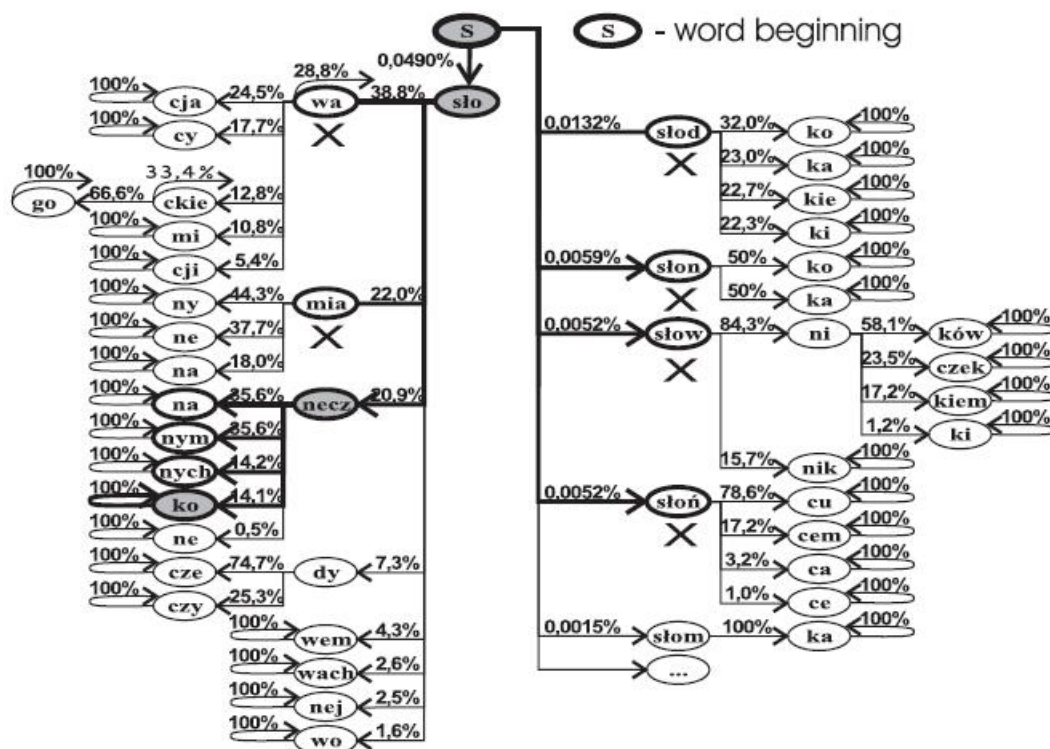 S
S - word beginning
0,0490%
28,8%
100% cja 24,5% wa 38,8% sło
100% cy 17,7%
100% go 66,6% 33,4% ckie 12,8%
100% mi 10,8%
100% cji 5,4%
100% ny 44,3% mia 22,0%
100% ne 37,7%
100% na 18,0%
100% na 35,6% necz 20,9%
100% nym 35,6%
100% nych 14,2%
100% ko 14,1%
100% ne 0,5%
100% cze 74,7% dy 7,3%
100% czy 25,3%
100% wem 4,3%
100% wach 2,6%
100% nej 2,5%
100% wo 1,6%
0,0132% słod 32,0% ko 100%
23,0% ka 100%
22,7% kie 100%
22,3% ki 100%
0,0059% słon 50% ko 100%
50% ka 100%
0,0052% słow 84,3% ni 58,1% ków 100%
23,5% czek 100%
17,2% kiem 100%
1,2% ki 100%
15,7% nik 100%
0,0052% słoń 78,6% cu 100%
17,2% cem 100%
3,2% ca 100%
1,0% ce 100%
0,0015% słom 100% ka 100%
...